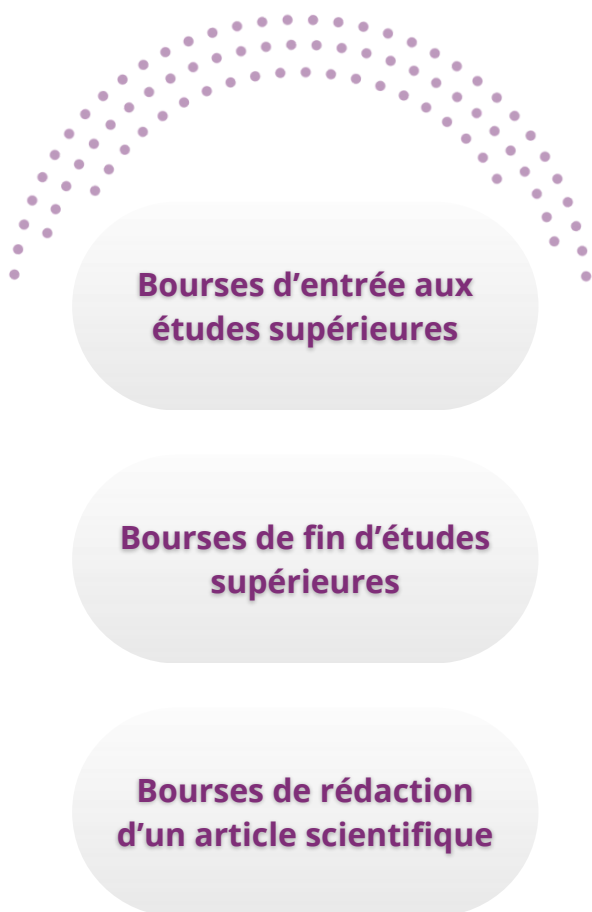 Bourses d’entrée aux
études supérieures
Bourses de fin d’études
supérieures
Bourses de rédaction
d’un article scientifique